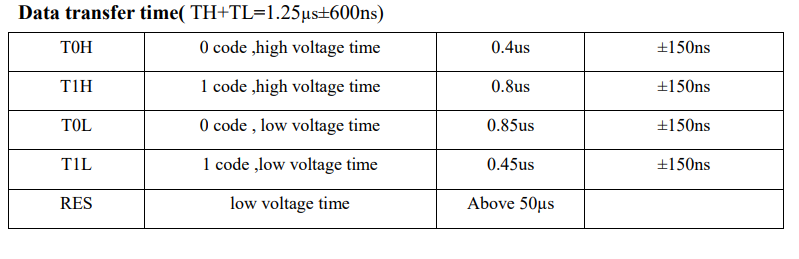 Data transfer time( TH+TL=1.25µs±600ns)
T0H 0 code ,high voltage time 0.4us ±150ns
T1H 1 code ,high voltage time 0.8us ±150ns
T0L 0 code , low voltage time 0.85us ±150ns
T1L 1 code ,low voltage time 0.45us ±150ns
RES low voltage time Above 50µs